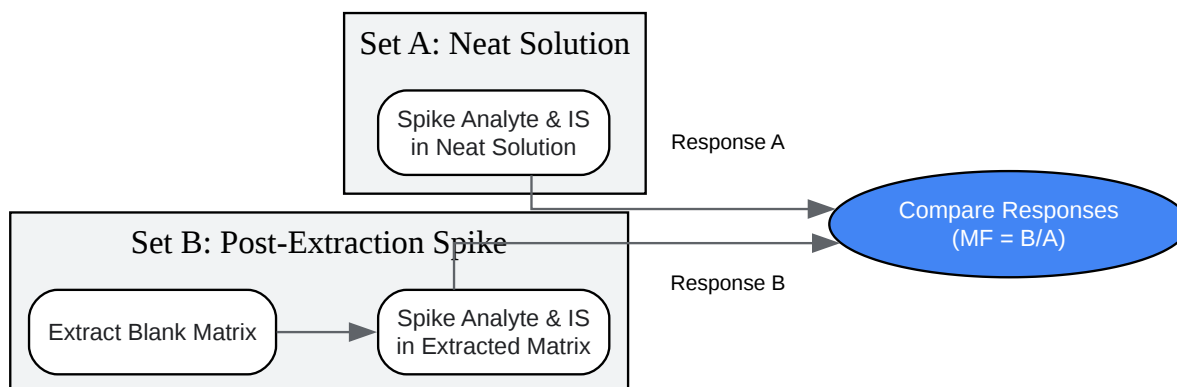 Set A: Neat Solution
Spike Analyte & IS
in Neat Solution
Response A
Compare Responses
(MF = B/A)
Set B: Post-Extraction Spike
Response B
Extract Blank Matrix
Spike Analyte & IS
in Extracted Matrix